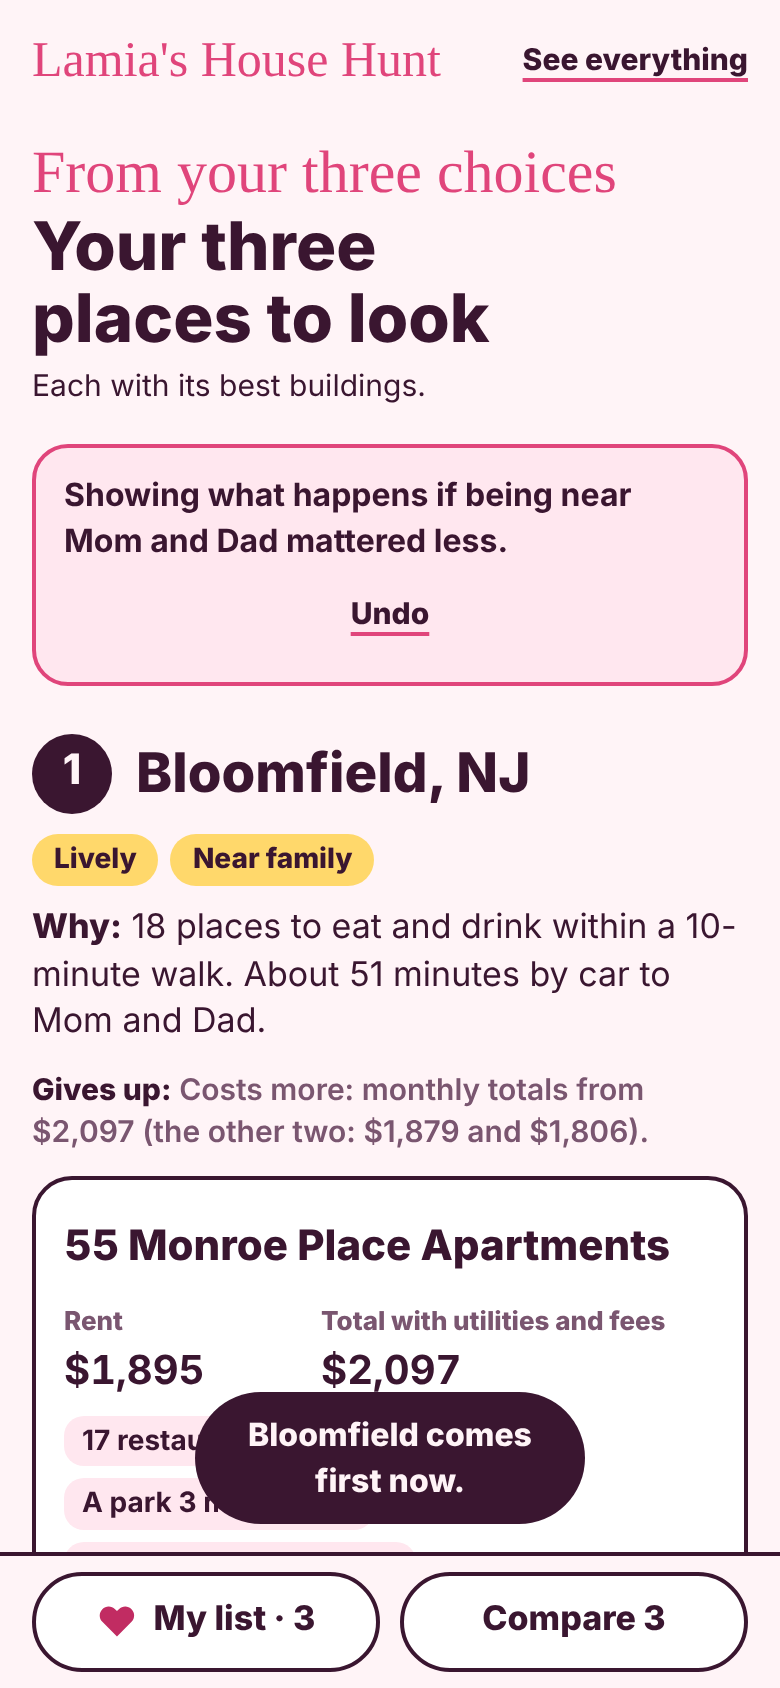 Lamia's House Hunt
See everything
From your three choices
Your three
places to look
Each with its best buildings.
Showing what happens if being near
Mom and Dad mattered less.
Undo
1 Bloomfield, NJ
Lively
Near family
Why: 18 places to eat and drink within a 10-
minute walk. About 51 minutes by car to
Mom and Dad.
Gives up: Costs more: monthly totals from
$2,097 (the other two: $1,879 and $1,806).
55 Monroe Place Apartments
Rent
Total with utilities and fees
$1,895
$2,097
17
A park 3
Bloomfield comes
first now.
My list · 3
Compare 3